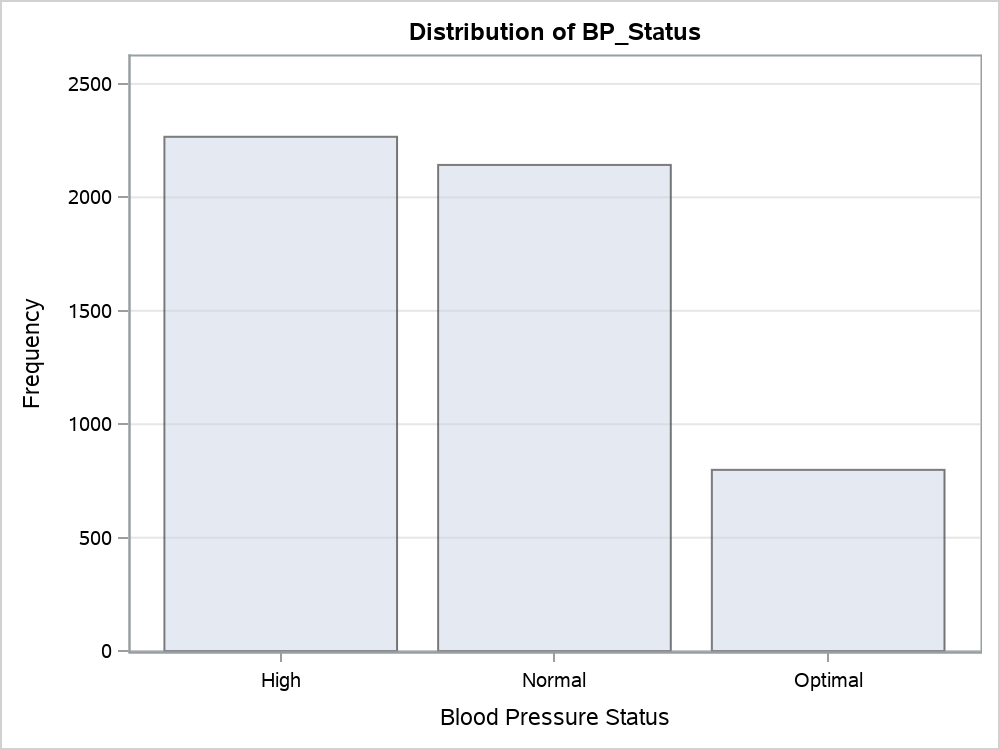 Distribution of BP_Status
2500
2000
1500
1000
500
0
Frequency
High Normal Optimal
Blood Pressure Status